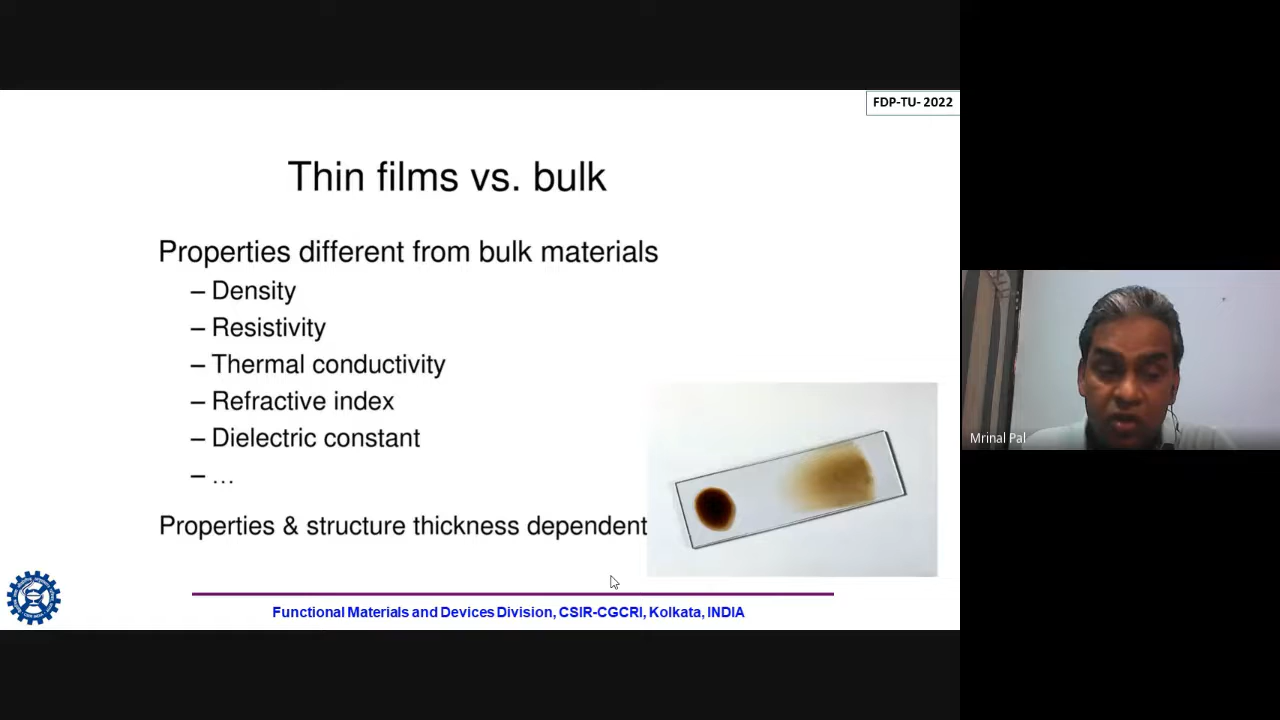 FDP-TU- 2022
Thin films vs. bulk
Properties different from bulk materials
– Density
– Resistivity
– Thermal conductivity
– Refractive index
– Dielectric constant
– …
Properties & structure thickness dependent
Functional Materials and Devices Division, CSIR-CGCRI, Kolkata, INDIA
Mrinal Pal